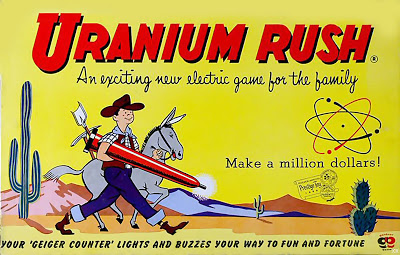 URANIUM RUSH®
An exciting new electric game for the family
Make a million dollars!
YOUR 'GEIGER COUNTER' LIGHTS AND BUZZES YOUR WAY TO FUN AND FORTUNE